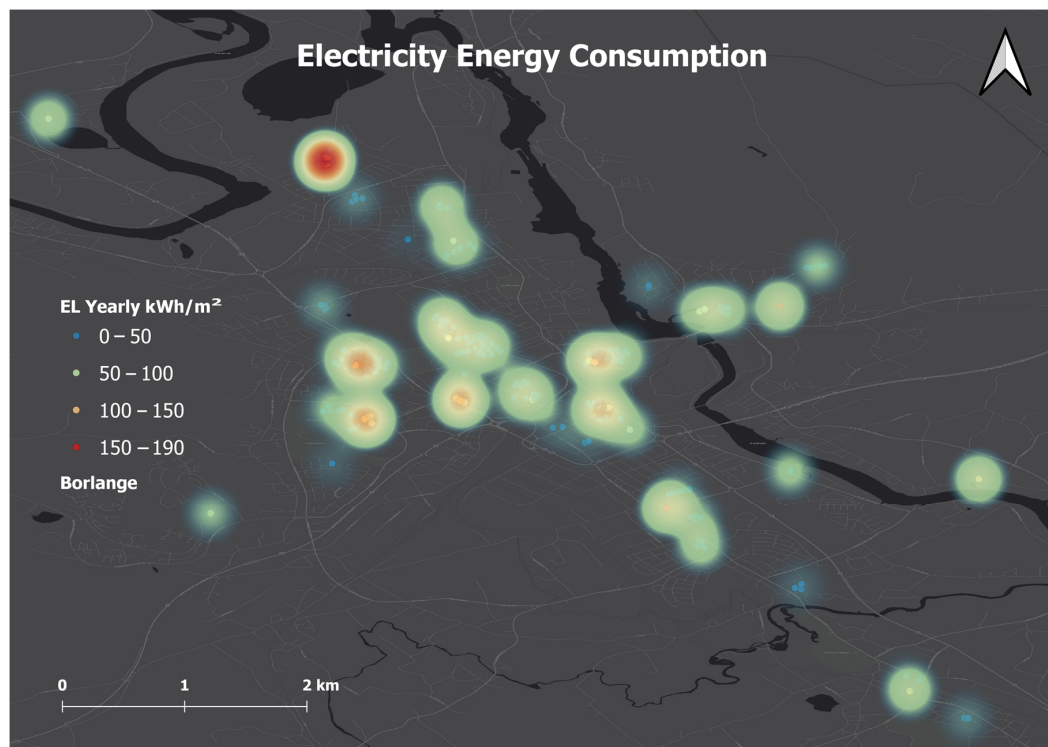 Electricity Energy Consumption
EL Yearly kWh/m²
0 – 50
50 – 100
100 – 150
150 – 190
Borlange
0 1 2 km